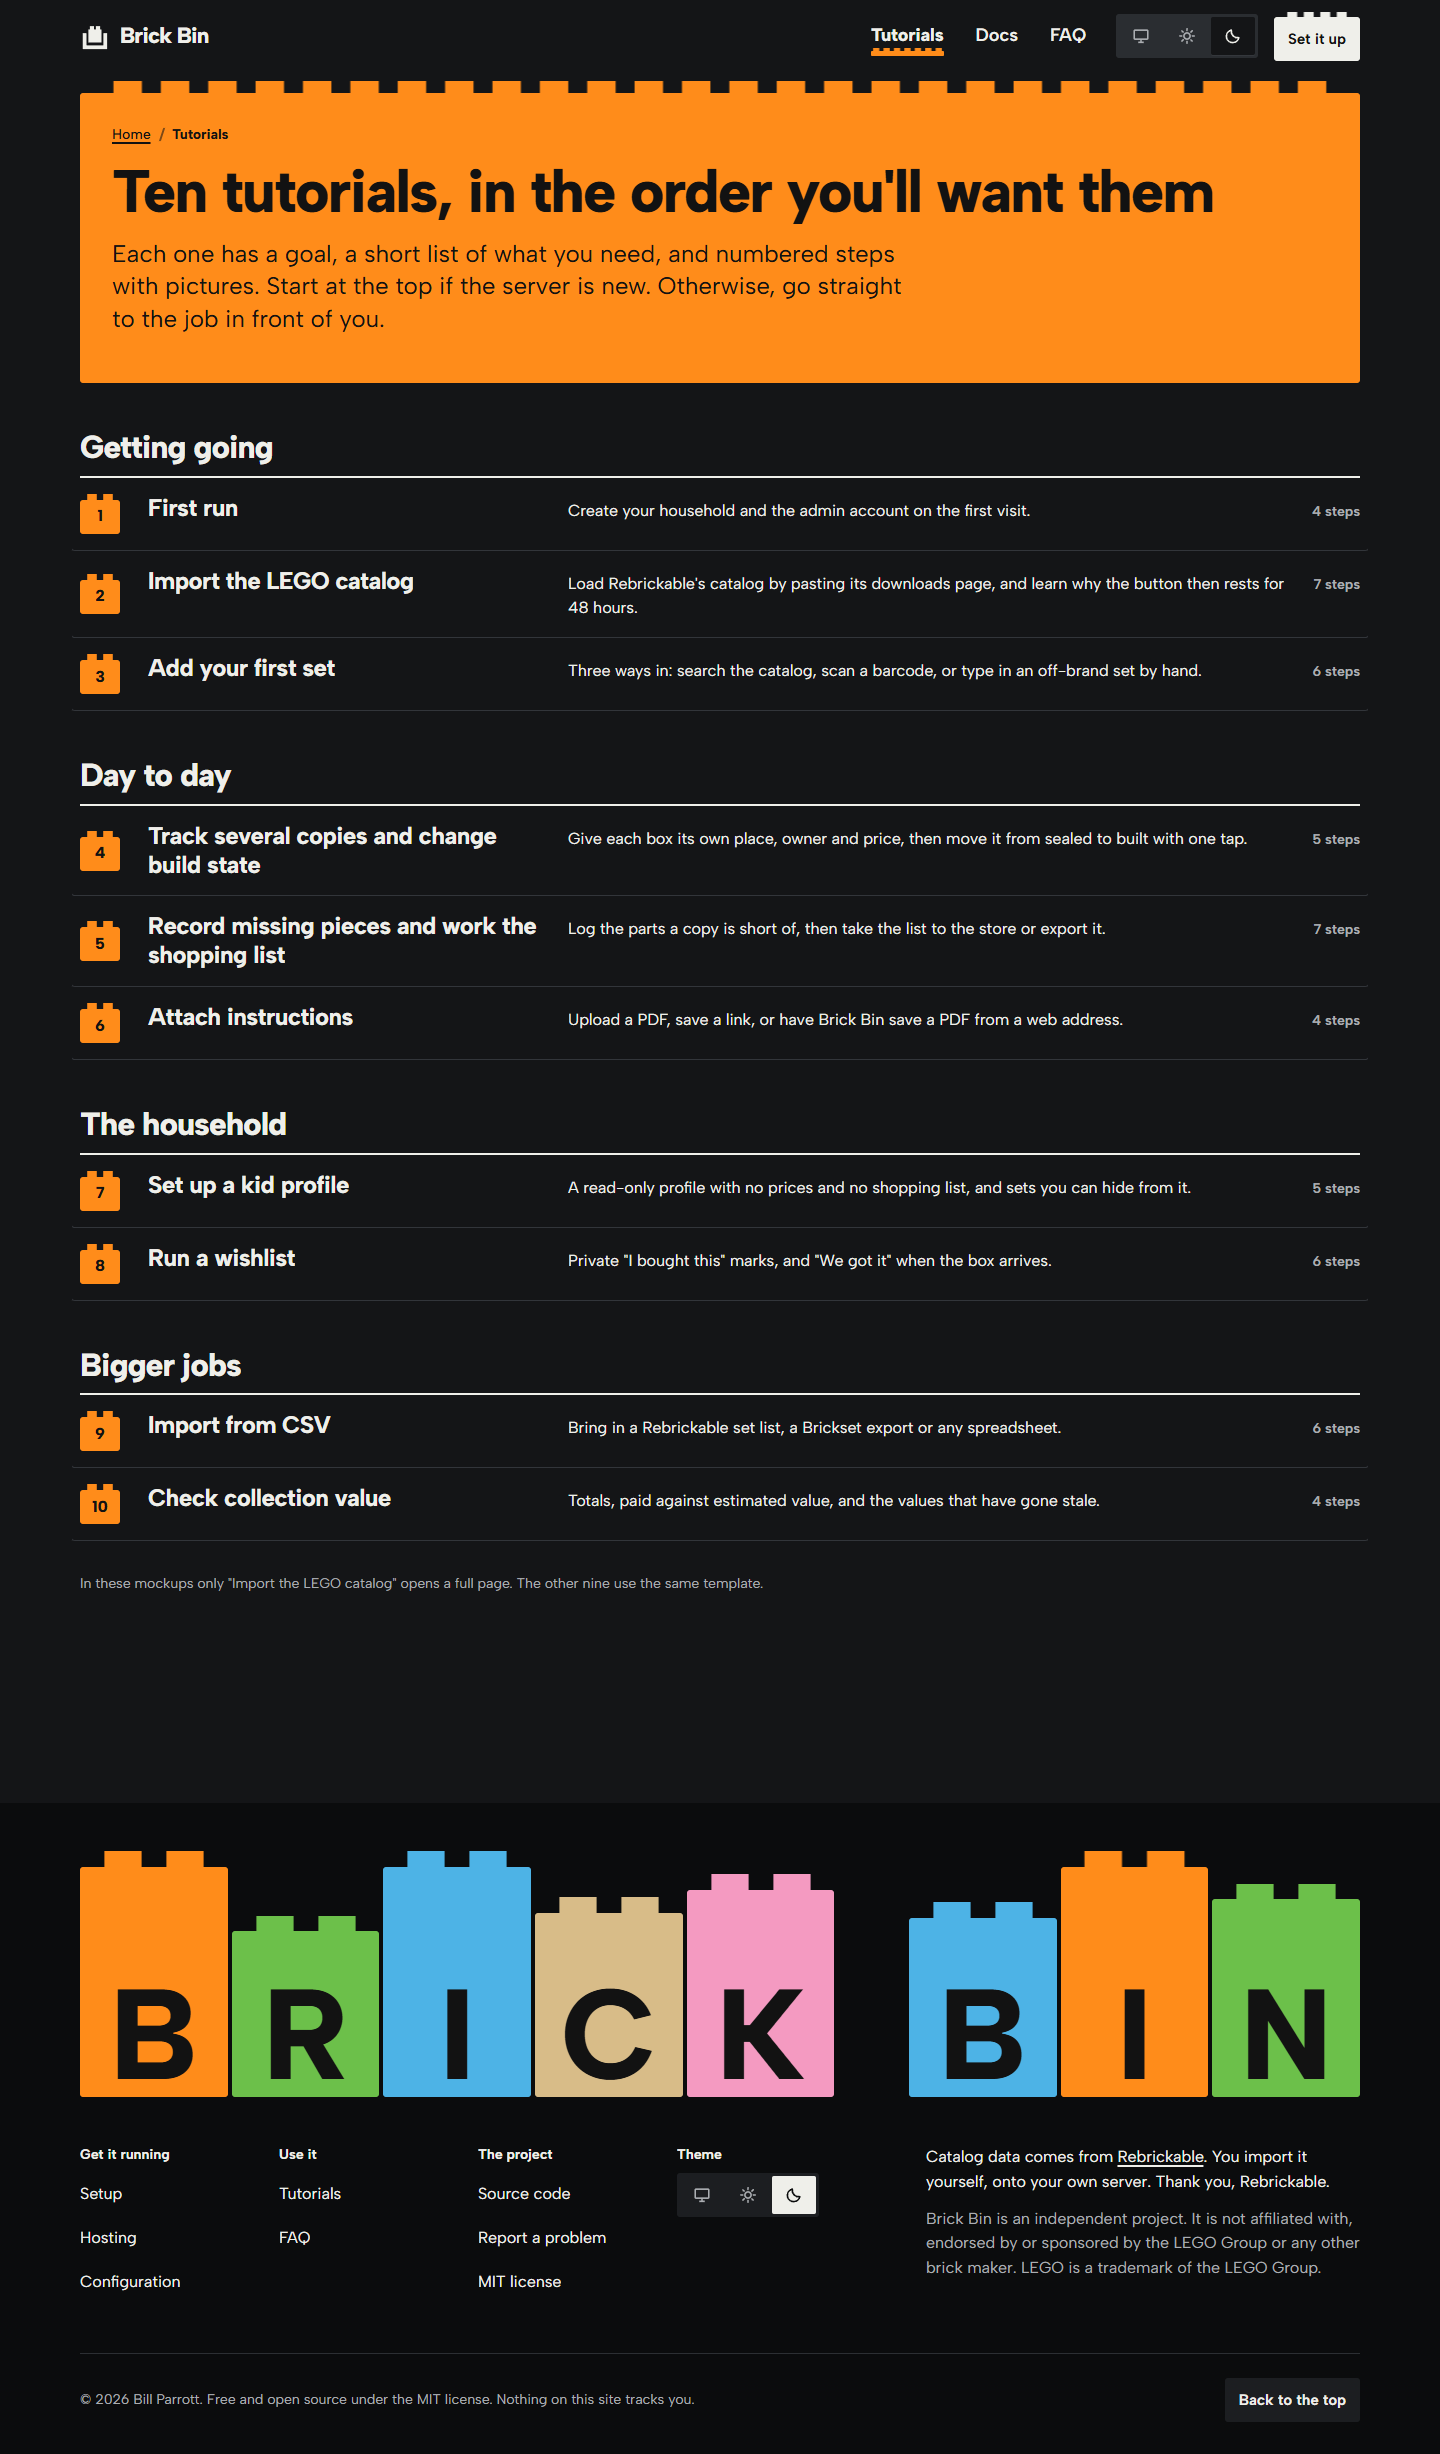 Brick Bin
Tutorials
Docs
FAQ
Set it up
Home / Tutorials
Ten tutorials, in the order you'll want them
Each one has a goal, a short list of what you need, and numbered steps
with pictures. Start at the top if the server is new. Otherwise, go straight
to the job in front of you.
Getting going
1
First run
Create your household and the admin account on the first visit.
4 steps
2
Import the LEGO catalog
Load Rebrickable's catalog by pasting its downloads page, and learn why the button then rests for
48 hours.
7 steps
3
Add your first set
Three ways in: search the catalog, scan a barcode, or type in an off-brand set by hand.
6 steps
Day to day
4
Track several copies and change
build state
Give each box its own place, owner and price, then move it from sealed to built with one tap.
5 steps
5
Record missing pieces and work the
shopping list
Log the parts a copy is short of, then take the list to the store or export it.
7 steps
6
Attach instructions
Upload a PDF, save a link, or have Brick Bin save a PDF from a web address.
4 steps
The household
7
Set up a kid profile
A read-only profile with no prices and no shopping list, and sets you can hide from it.
5 steps
8
Run a wishlist
Private "I bought this" marks, and "We got it" when the box arrives.
6 steps
Bigger jobs
9
Import from CSV
Bring in a Rebrickable set list, a Brickset export or any spreadsheet.
6 steps
10
Check collection value
Totals, paid against estimated value, and the values that have gone stale.
4 steps
In these mockups only "Import the LEGO catalog" opens a full page. The other nine use the same template.
BRICK BIN
Get it running
Setup
Hosting
Configuration
Use it
Tutorials
FAQ
The project
Source code
Report a problem
MIT license
Theme
Catalog data comes from Rebrickable. You import it
yourself, onto your own server. Thank you, Rebrickable.
Brick Bin is an independent project. It is not affiliated with,
endorsed by or sponsored by the LEGO Group or any other
brick maker. LEGO is a trademark of the LEGO Group.
© 2026 Bill Parrott. Free and open source under the MIT license. Nothing on this site tracks you.
Back to the top